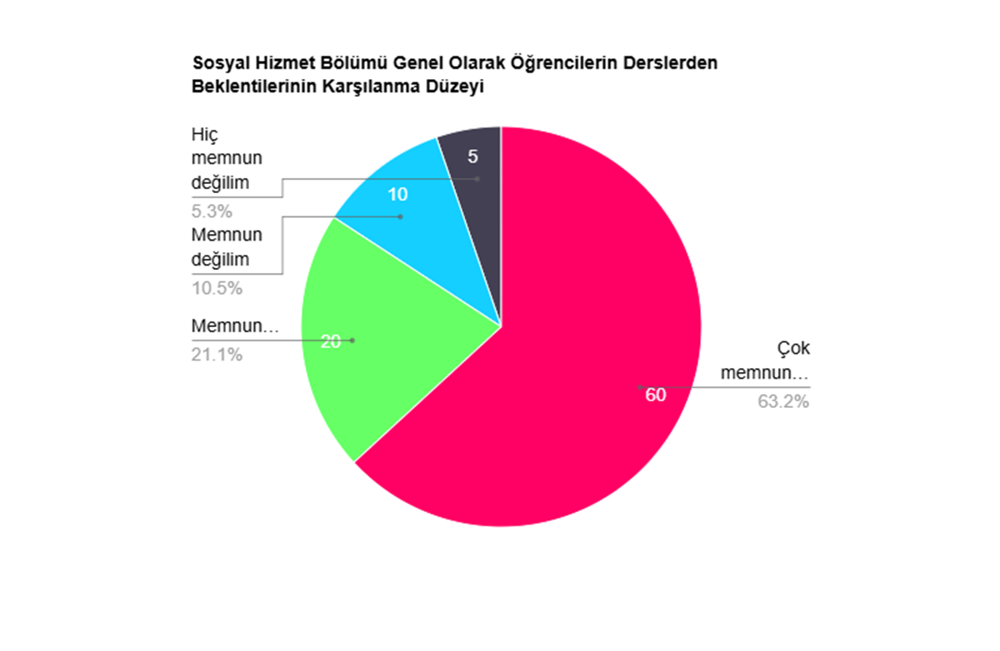 Sosyal Hizmet Bölümü Genel Olarak Öğrencilerin Derslerden
Beklentilerinin Karşılanma Düzeyi
Hiç
memnun
değilim
5.3%
Memnun
değilim
10.5%
Memnun…
21.1%
5
10
20
60
Çok
memnun…
63.2%